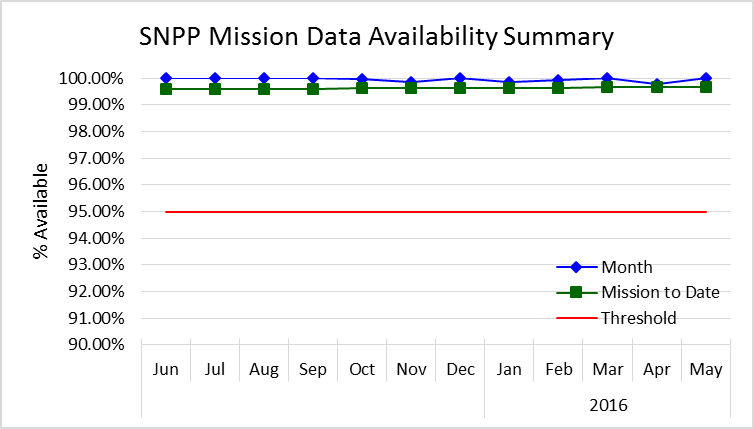 SNPP Mission Data Availability Summary
100.00%
99.00%
98.00%
97.00%
96.00%
95.00%
94.00%
93.00%
92.00%
91.00%
90.00%
% Available
Month
Mission to Date
Threshold
Jun Jul Aug Sep Oct Nov Dec Jan Feb Mar Apr May
2016